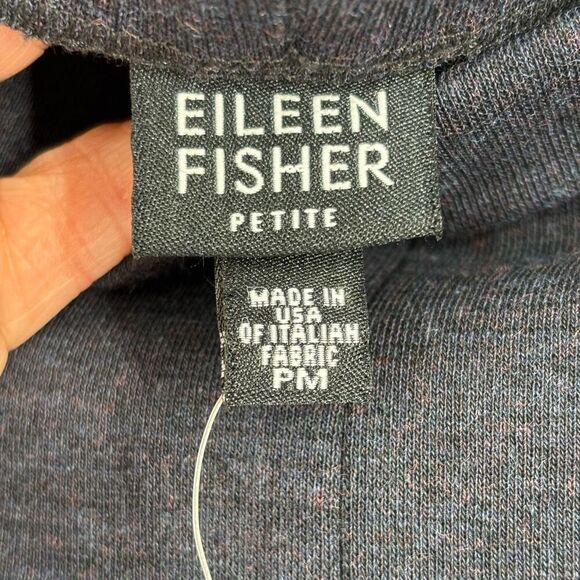 EILEEN
FISHER
PETITE
MADE IN
USA
OF ITALIAN
FABRIC
PM